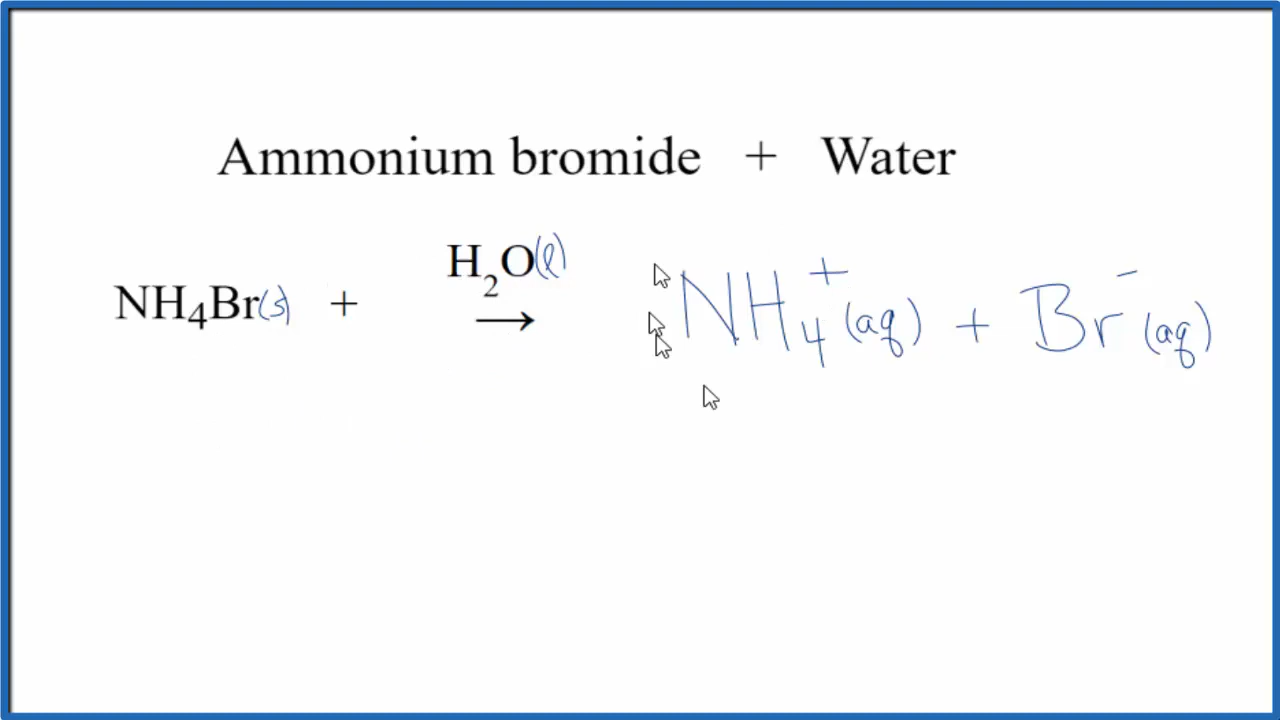 Ammonium bromide + Water
H₂O(l)
NH₄Br(s) + → NH₄⁺(aq) + Br⁻(aq)